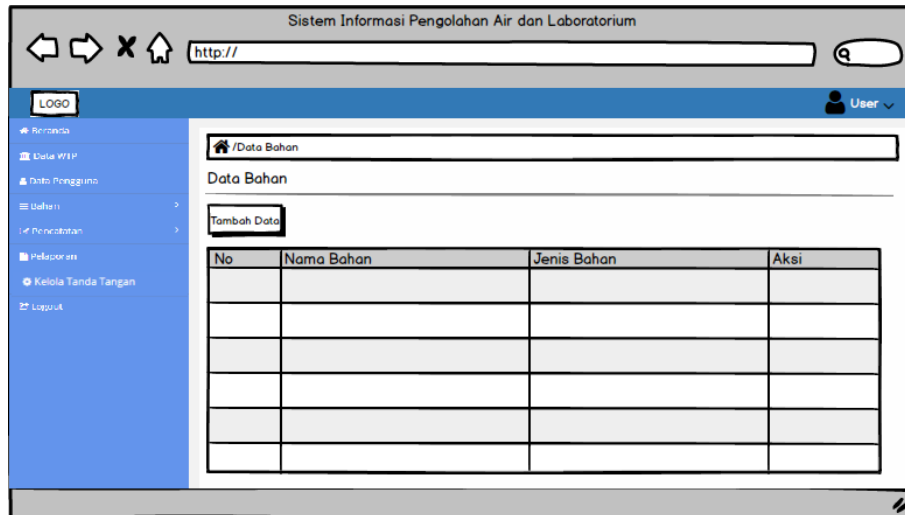 Sistem Informasi Pengolahan Air dan Laboratorium
http://
LOGO
User
Beranda
Data WTP
Data Pengguna
Bahan
Pencatatan
Pelaporan
Kelola Tanda Tangan
Logout
/Data Bahan
Data Bahan
Tambah Data
No Nama Bahan Jenis Bahan Aksi